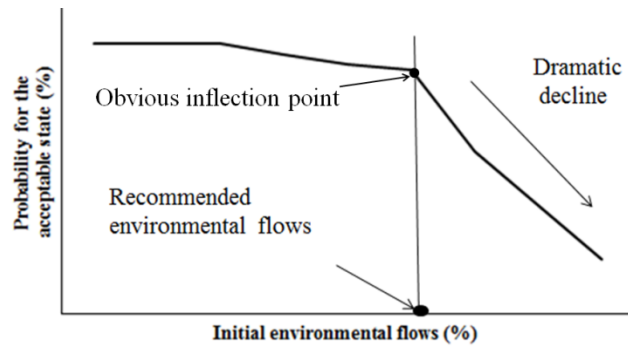 Probability for the
acceptable state (%)
Obvious inflection point
Dramatic
decline
Recommended
environmental flows
Initial environmental flows (%)